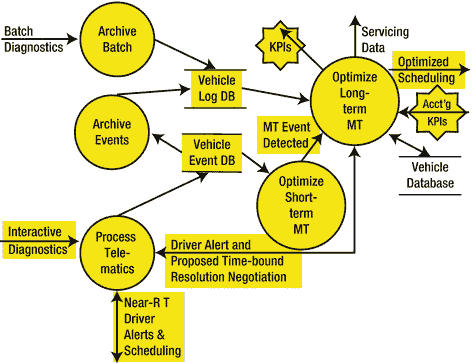 Batch
Diagnostics
Archive
Batch
KPIs
Servicing
Data
Optimized
Scheduling
Vehicle
Log DB
Optimize
Long-
term
MT
Acct'g
KPIs
Archive
Events
MT Event
Detected
Vehicle
Event DB
Vehicle
Database
Optimize
Short-
term
MT
Interactive
Diagnostics
Process
Tele-
matics
Driver Alert and
Proposed Time-bound
Resolution Negotiation
Near-R T
Driver
Alerts &
Scheduling